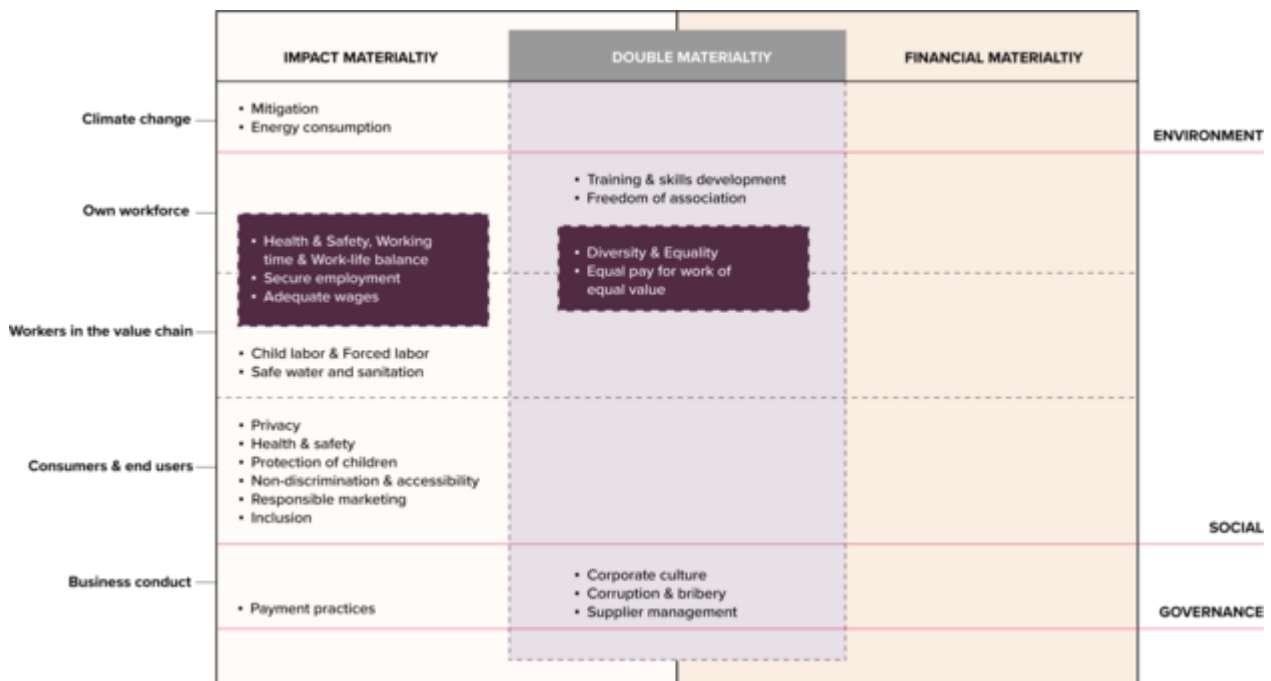 IMPACT MATERIALTIY
DOUBLE MATERIALTIY
FINANCIAL MATERIALTIY
Climate change
• Mitigation
• Energy consumption
ENVIRONMENT
Own workforce
• Training & skills development
• Freedom of association
• Health & Safety, Working
time & Work-life balance
• Secure employment
• Adequate wages
• Diversity & Equality
• Equal pay for work of
equal value
Workers in the value chain
• Child labor & Forced labor
• Safe water and sanitation
Consumers & end users
• Privacy
• Health & safety
• Protection of children
• Non-discrimination & accessibility
• Responsible marketing
• Inclusion
SOCIAL
Business conduct
• Payment practices
• Corporate culture
• Corruption & bribery
• Supplier management
GOVERNANCE